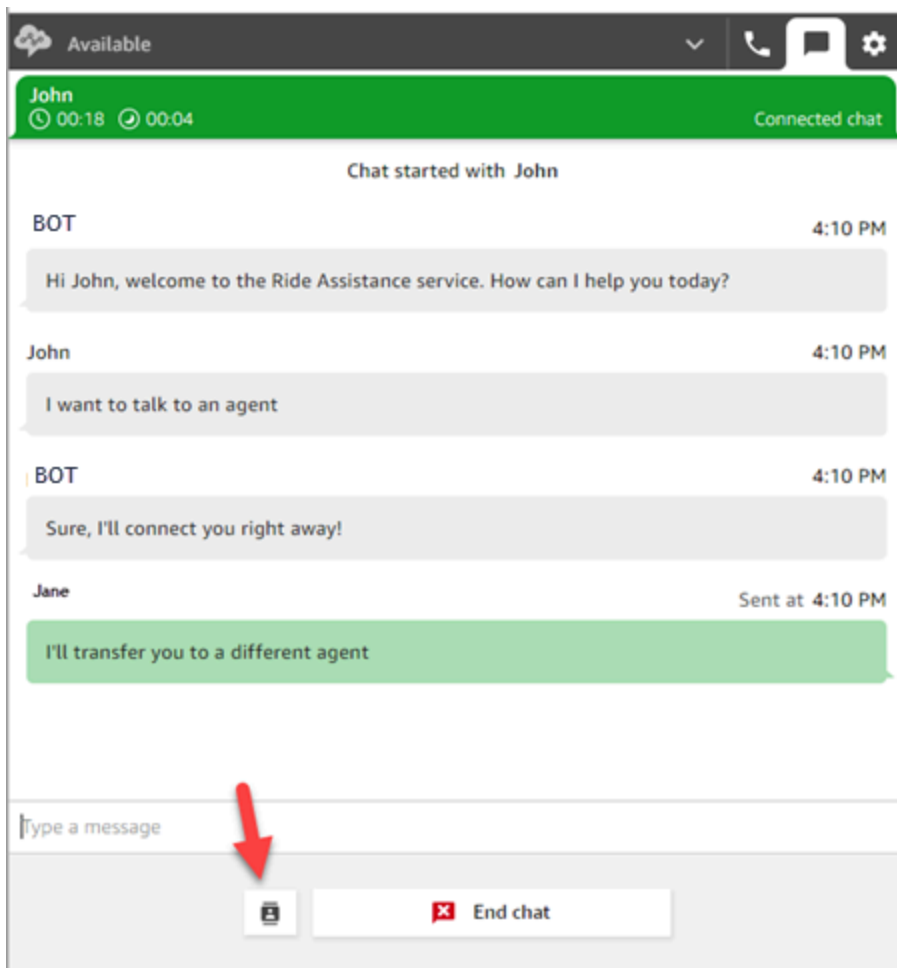 Available
John
00:18 00:04
Connected chat
Chat started with John
BOT
4:10 PM
Hi John, welcome to the Ride Assistance service. How can I help you today?
John
4:10 PM
I want to talk to an agent
BOT
4:10 PM
Sure, I'll connect you right away!
Jane
Sent at 4:10 PM
I'll transfer you to a different agent
Type a message
End chat